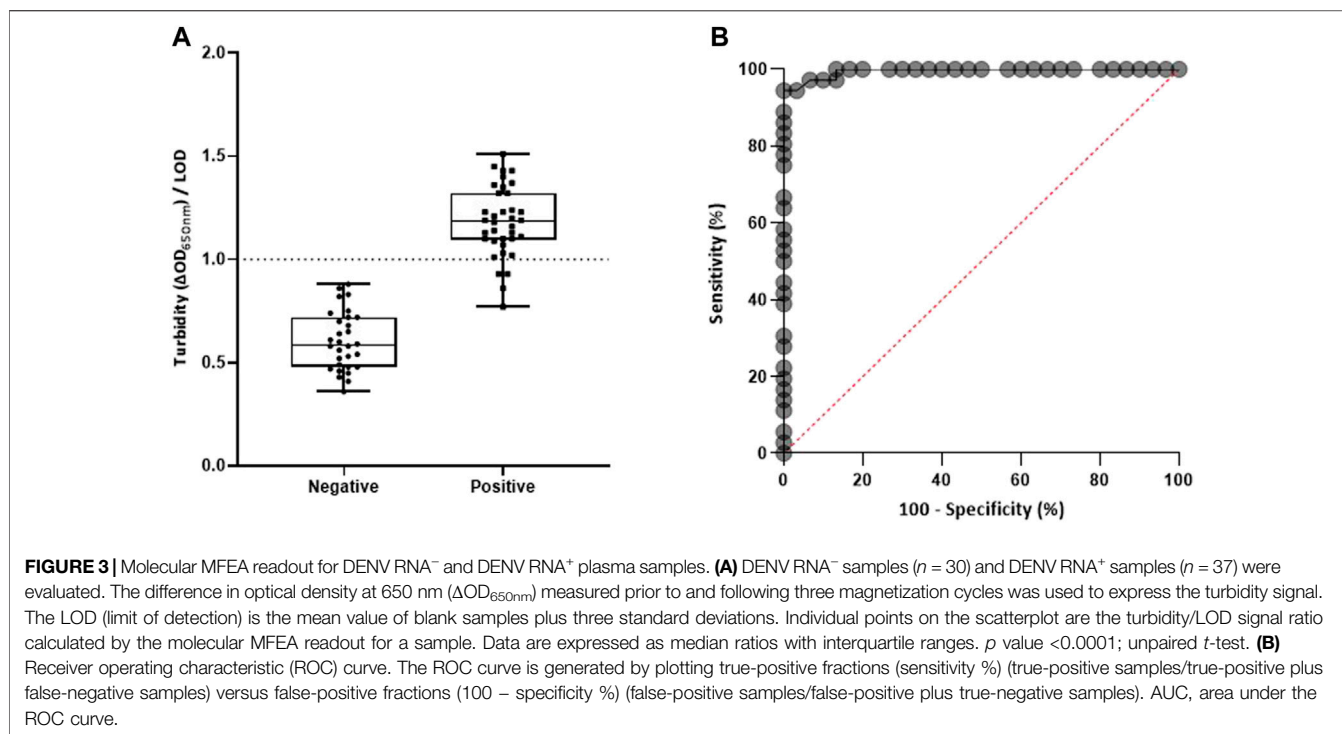 A
2.0
1.5
1.0
0.5
0.0
Turbidity (ΔOD650nm) / LOD
Negative
Positive
B
100
80
60
40
20
0
Sensitivity (%)
0
20
40
60
80
100
100 - Specificity (%)
FIGURE 3 | Molecular MFEA readout for DENV RNA− and DENV RNA+ plasma samples. (A) DENV RNA− samples (n = 30) and DENV RNA+ samples (n = 37) were
evaluated. The difference in optical density at 650 nm (ΔOD650nm) measured prior to and following three magnetization cycles was used to express the turbidity signal.
The LOD (limit of detection) is the mean value of blank samples plus three standard deviations. Individual points on the scatterplot are the turbidity/LOD signal ratio
calculated by the molecular MFEA readout for a sample. Data are expressed as median ratios with interquartile ranges. p value <0.0001; unpaired t-test. (B)
Receiver operating characteristic (ROC) curve. The ROC curve is generated by plotting true-positive fractions (sensitivity %) (true-positive samples/true-positive plus
false-negative samples) versus false-positive fractions (100 – specificity %) (false-positive samples/false-positive plus true-negative samples). AUC, area under the
ROC curve.